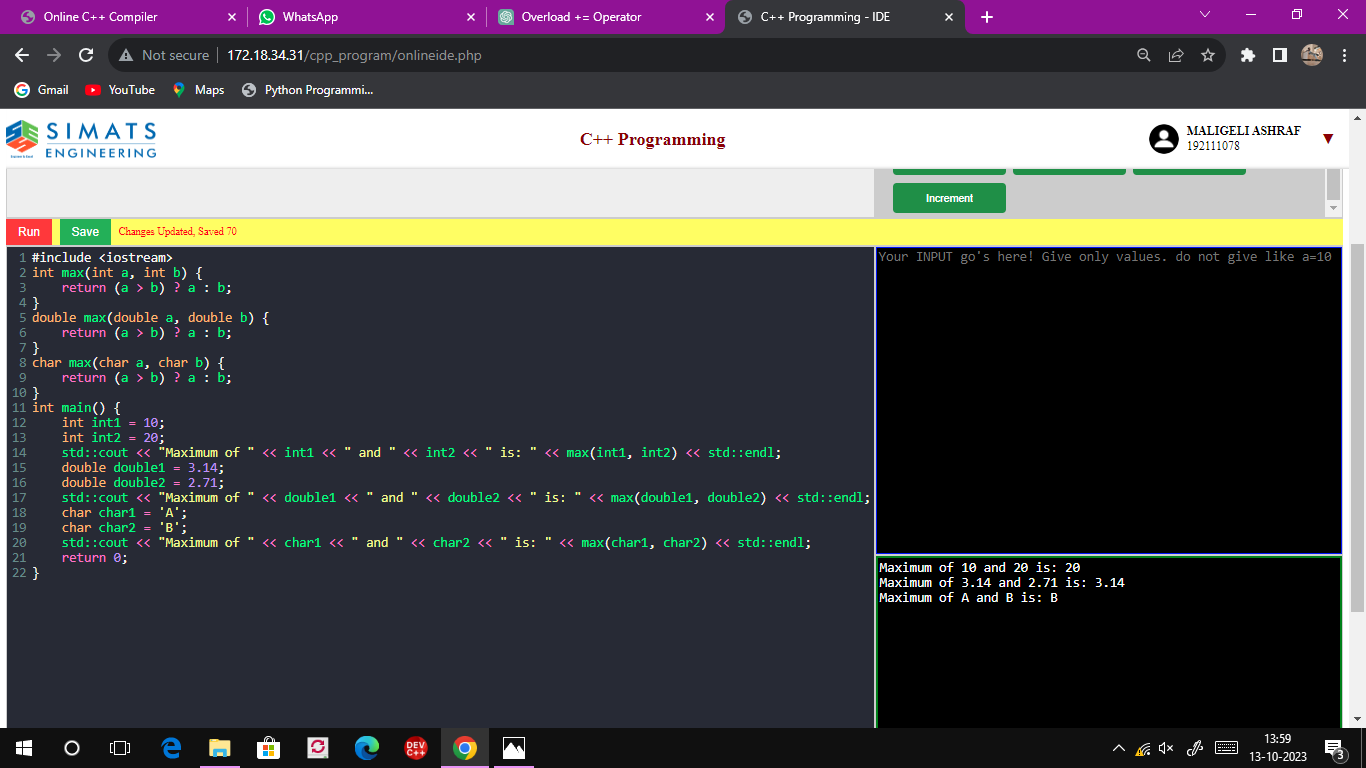 Online C++ Compiler
WhatsApp
Overload += Operator
C++ Programming - IDE
Not secure
172.18.34.31/cpp_program/onlineide.php
Gmail
YouTube
Maps
Python Programmi...
SIMATS
ENGINEERING
C++ Programming
MALIGELI ASHRAF
192111078
Increment
Run
Save
Changes Updated, Saved 70
1 #include <iostream>
2 int max(int a, int b) {
3     return (a > b) ? a : b;
4 }
5 double max(double a, double b) {
6     return (a > b) ? a : b;
7 }
8 char max(char a, char b) {
9     return (a > b) ? a : b;
10 }
11 int main() {
12     int int1 = 10;
13     int int2 = 20;
14     std::cout << "Maximum of " << int1 << " and " << int2 << " is: " << max(int1, int2) << std::endl;
15     double double1 = 3.14;
16     double double2 = 2.71;
17     std::cout << "Maximum of " << double1 << " and " << double2 << " is: " << max(double1, double2) << std::endl;
18     char char1 = 'A';
19     char char2 = 'B';
20     std::cout << "Maximum of " << char1 << " and " << char2 << " is: " << max(char1, char2) << std::endl;
21     return 0;
22 }
Your INPUT go's here! Give only values. do not give like a=10
Maximum of 10 and 20 is: 20
Maximum of 3.14 and 2.71 is: 3.14
Maximum of A and B is: B
DEV
C++
13:59
13-10-2023
3